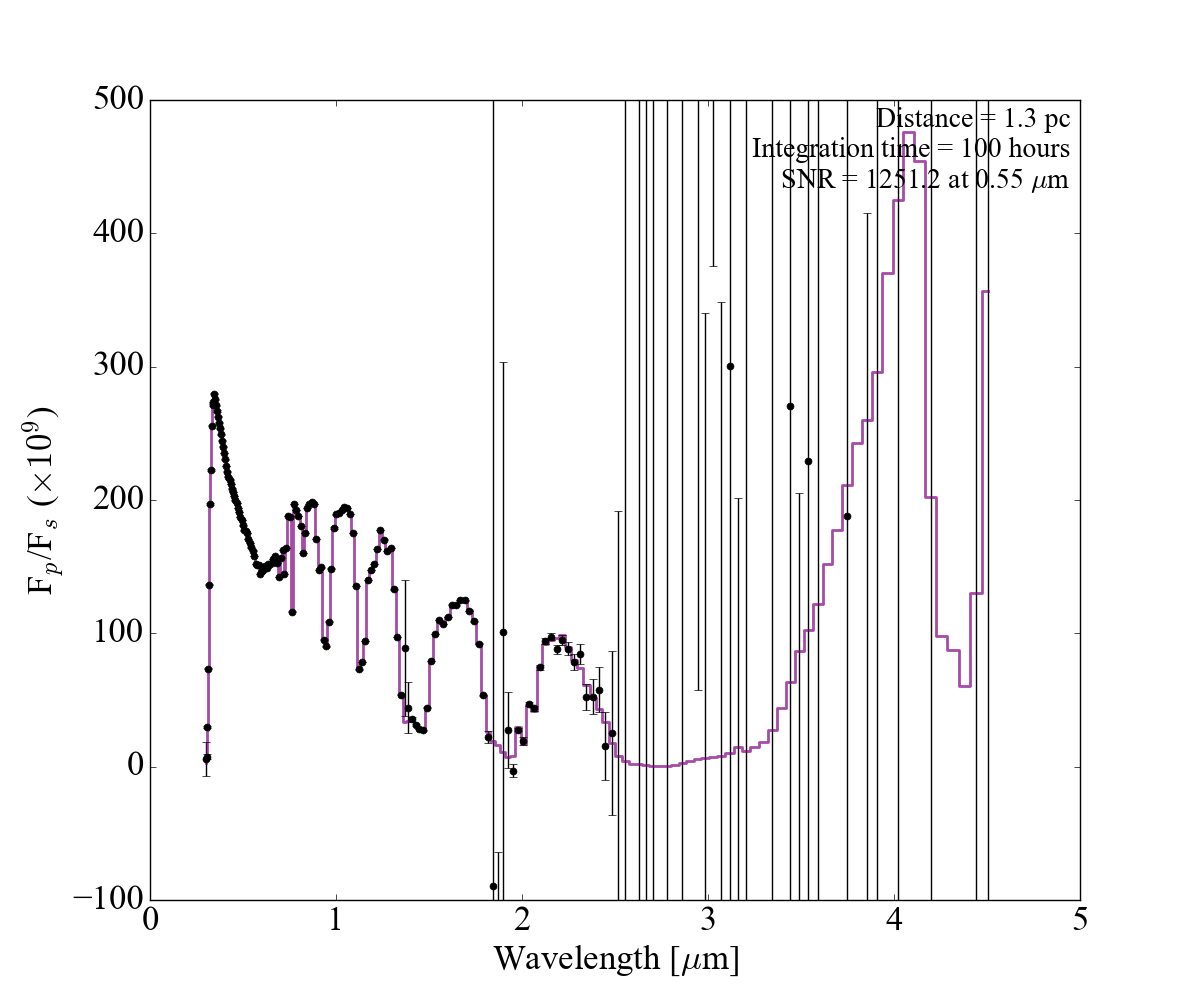 Distance = 1.3 pc
Integration time = 100 hours
SNR = 1251.2 at 0.55 μm
500
400
300
200
100
0
−100
F_p/F_s (×10^9)
0 1 2 3 4 5
Wavelength [μm]